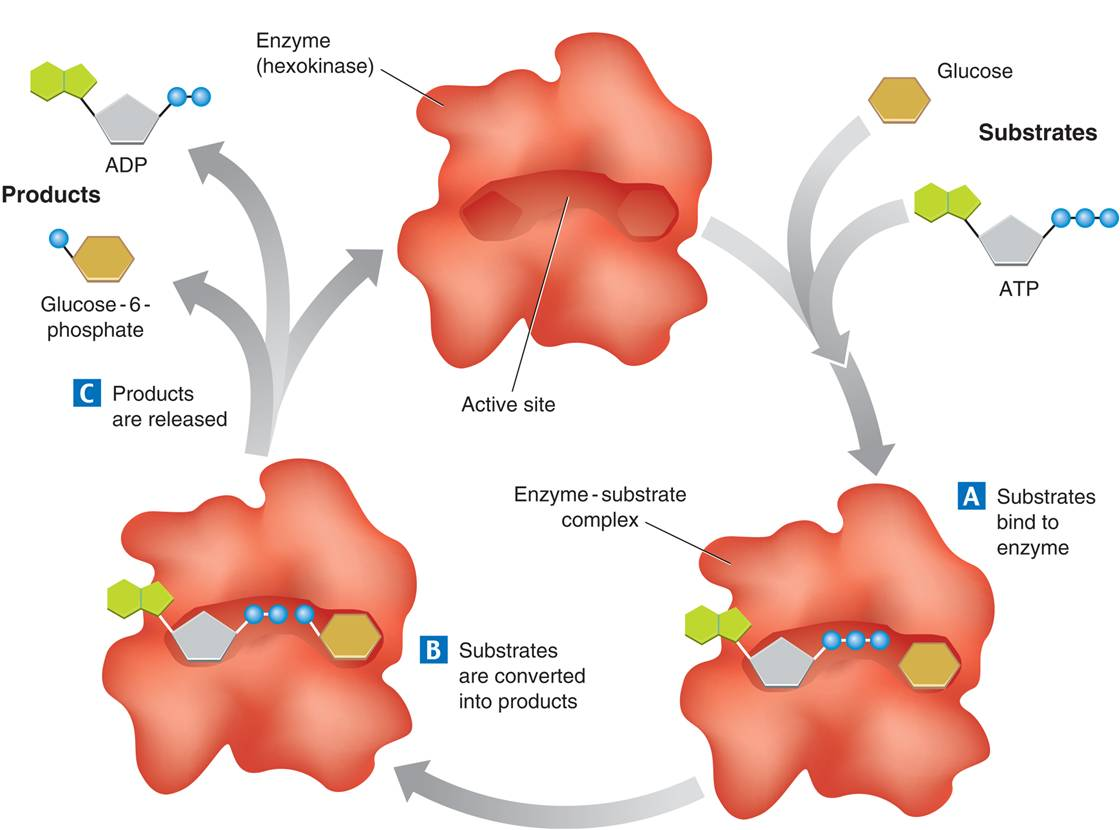 Enzyme
(hexokinase)
Glucose
Substrates
ATP
ADP
Products
Glucose-6-
phosphate
C Products
are released
Active site
Enzyme-substrate
complex
A Substrates
bind to
enzyme
B Substrates
are converted
into products